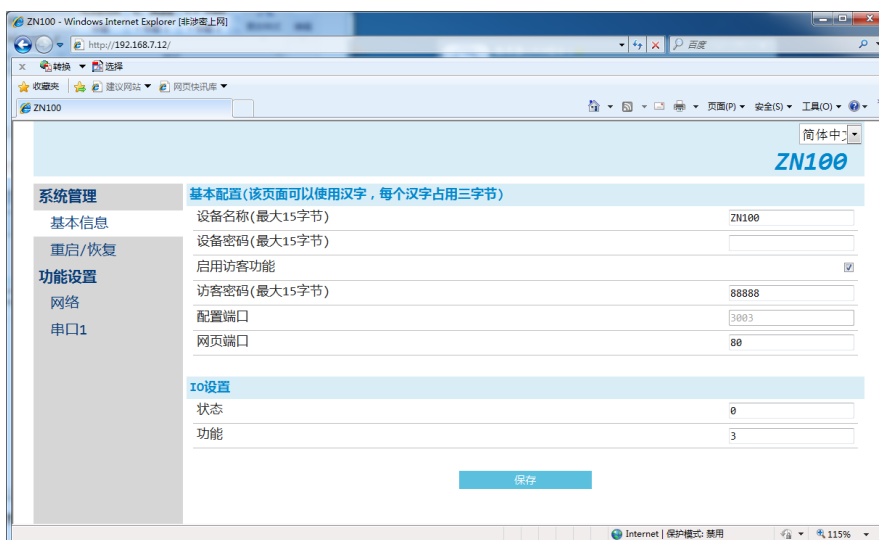 ZN100 - Windows Internet Explorer [非涉密上网]
http://192.168.7.12/
百度
x 转换 选择
收藏夹 建议网站 网页快讯库
ZN100 页面(P) 安全(S) 工具(O)
简体中
ZN100
系统管理
基本信息
重启/恢复
功能设置
网络
串口1
基本配置(该页面可以使用汉字，每个汉字占用三字节)
设备名称(最大15字节) ZN100
设备密码(最大15字节)
启用访客功能
访客密码(最大15字节) 88888
配置端口 3003
网页端口 80
IO设置
状态 0
功能 3
保存
Internet | 保护模式: 禁用 115%